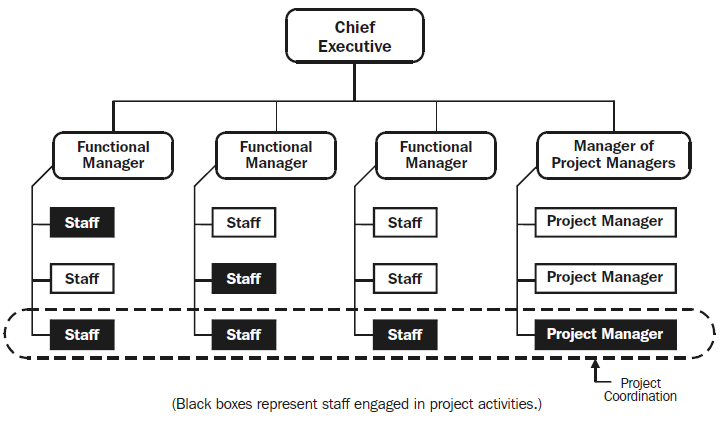 Chief
Executive
Functional
Manager
Functional
Manager
Functional
Manager
Manager of
Project Managers
Staff
Staff
Staff
Project Manager
Staff
Staff
Staff
Project Manager
Staff
Staff
Staff
Project Manager
Project
Coordination
(Black boxes represent staff engaged in project activities.)